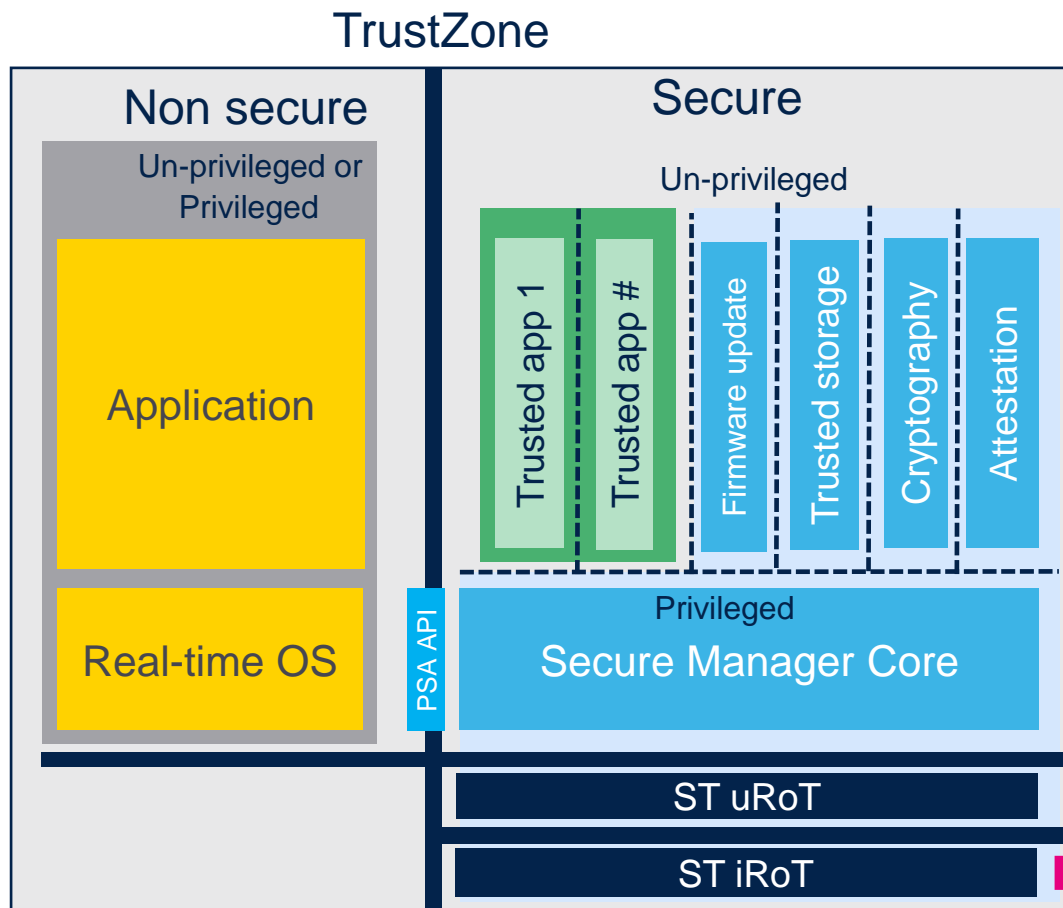 TrustZone
Non secure
Secure
Un-privileged or
Privileged
Un-privileged
Application
Trusted app 1
Trusted app #
Firmware update
Trusted storage
Cryptography
Attestation
Real-time OS
PSA API
Privileged
Secure Manager Core
ST uRoT
ST iRoT